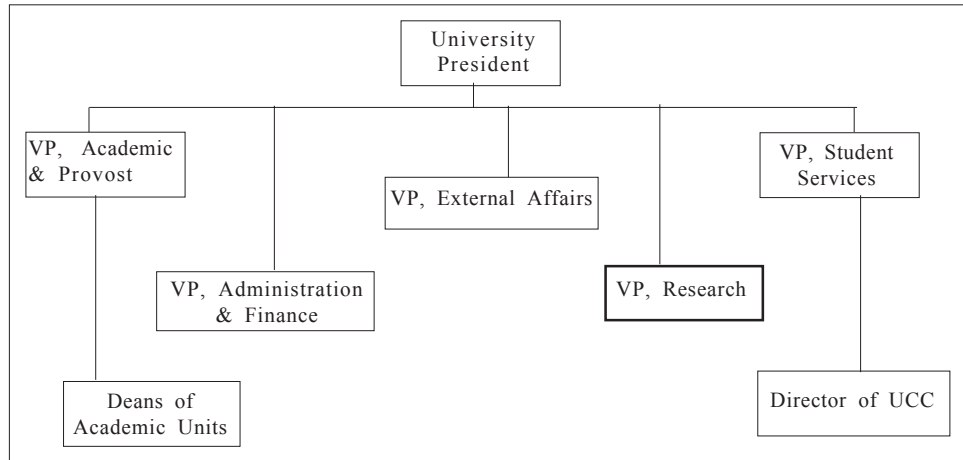 University
President
VP, Academic
& Provost
VP, Student
Services
VP, External Affairs
VP, Administration
& Finance
VP, Research
Deans of
Academic Units
Director of UCC